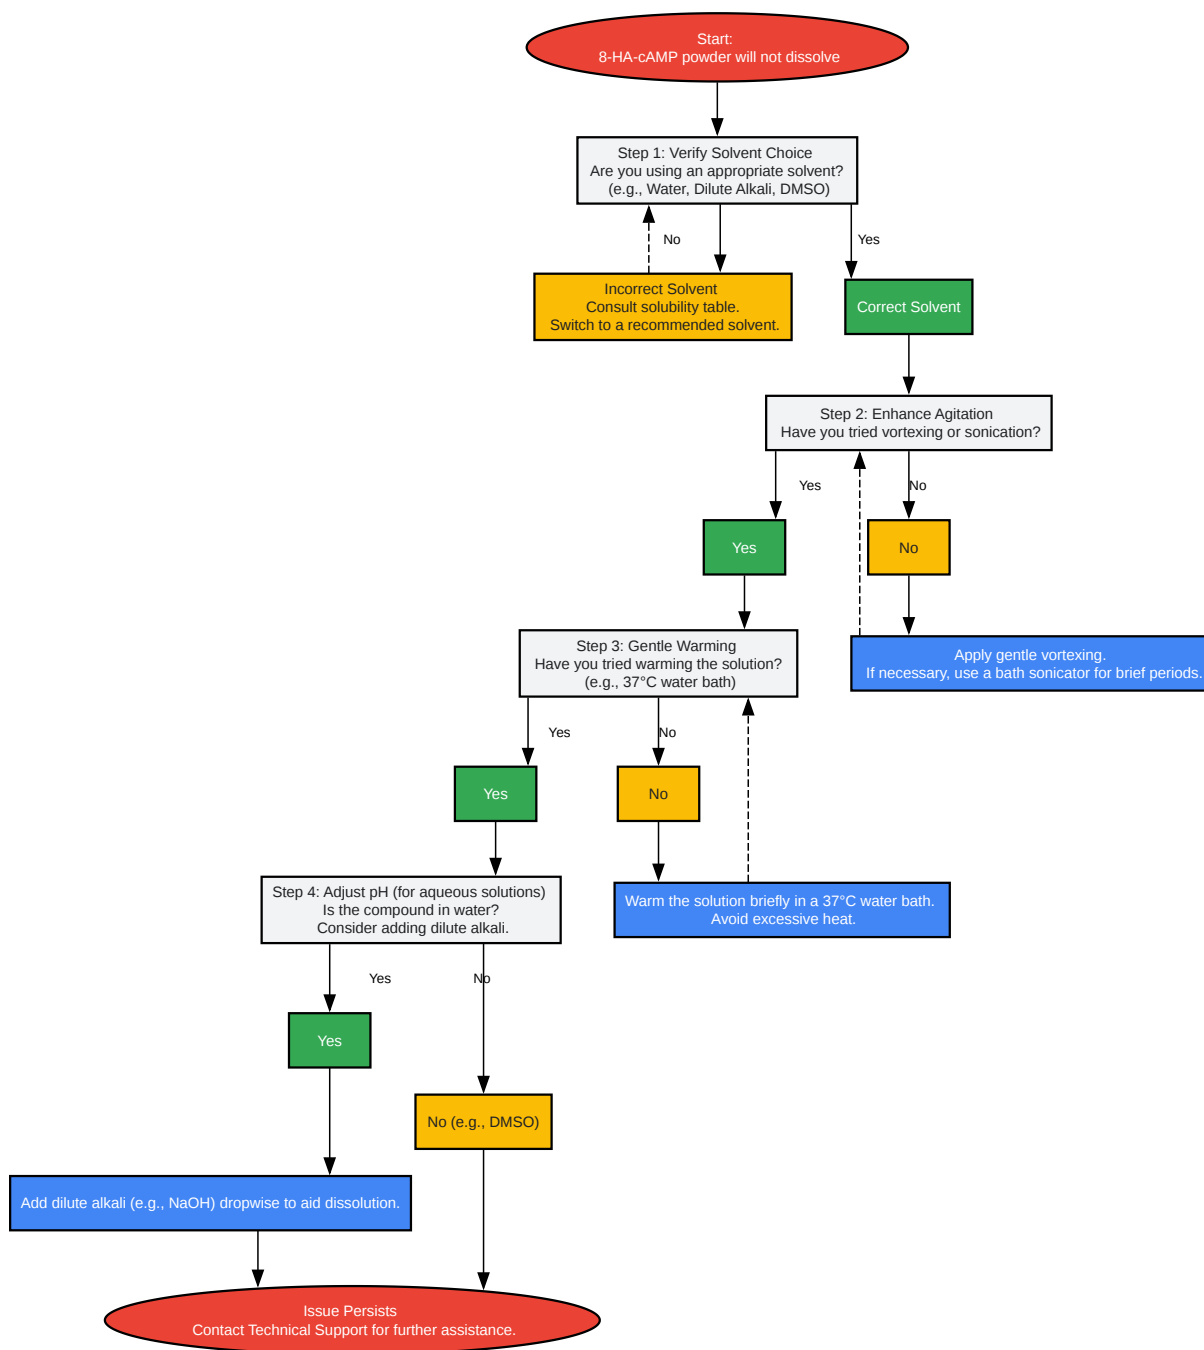 Start:
8-HA-cAMP powder will not dissolve
Step 1: Verify Solvent Choice
Are you using an appropriate solvent?
(e.g., Water, Dilute Alkali, DMSO)
No
Yes
Incorrect Solvent
Consult solubility table.
Switch to a recommended solvent.
Correct Solvent
Step 2: Enhance Agitation
Have you tried vortexing or sonication?
Yes
No
Yes
No
Step 3: Gentle Warming
Have you tried warming the solution?
(e.g., 37°C water bath)
Apply gentle vortexing.
If necessary, use a bath sonicator for brief periods.
Yes
No
Yes
No
Step 4: Adjust pH (for aqueous solutions)
Is the compound in water?
Consider adding dilute alkali.
Warm the solution briefly in a 37°C water bath.
Avoid excessive heat.
Yes
No
Yes
No (e.g., DMSO)
Add dilute alkali (e.g., NaOH) dropwise to aid dissolution.
Issue Persists
Contact Technical Support for further assistance.